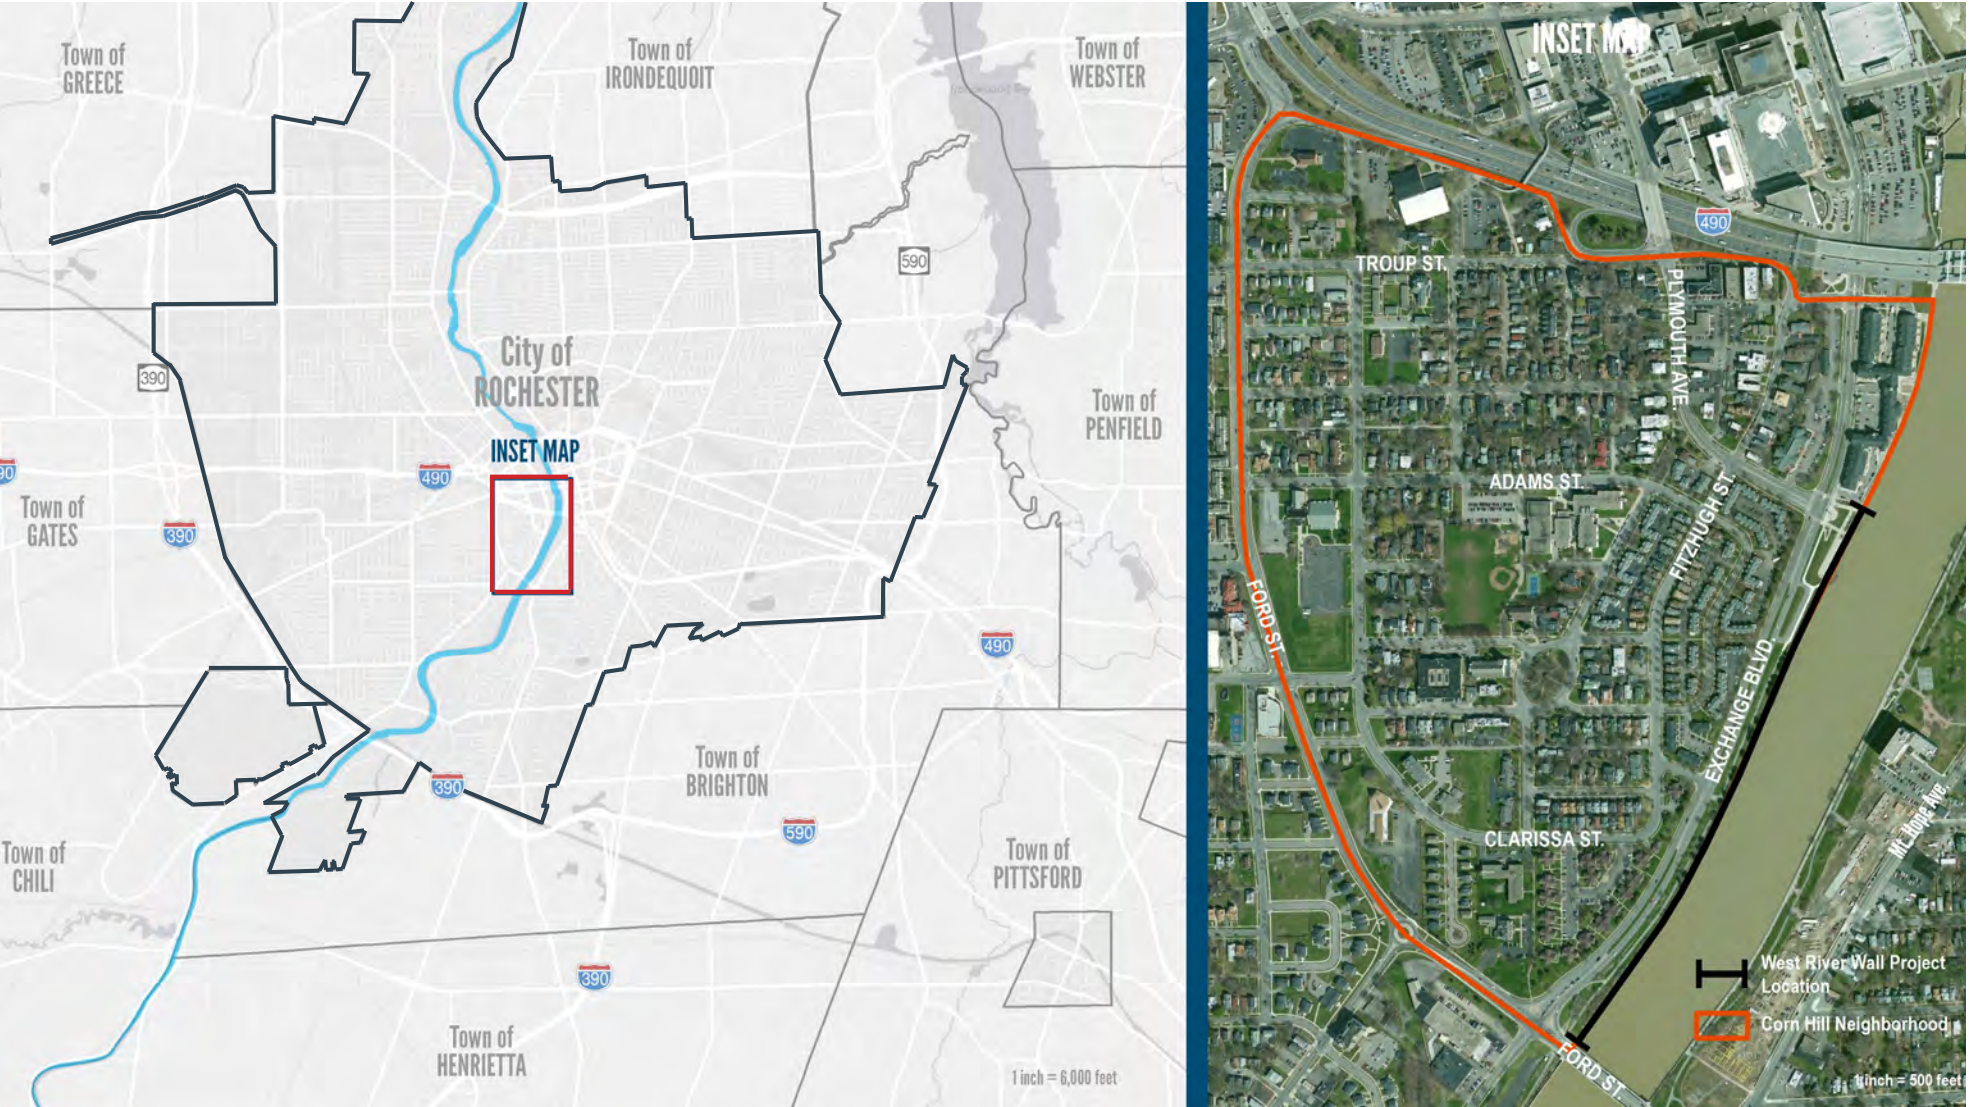 Town of
GREECE
Town of
IRONDEQUOIT
Town of
WEBSTER
Irondequoit Bay
590
City of
ROCHESTER
390
Town of
PENFIELD
INSET MAP
490
90
Town of
GATES
390
490
Town of
BRIGHTON
390
590
Town of
CHILI
Town of
PITTSFORD
390
Town of
HENRIETTA
1 inch = 6,000 feet
INSET MAP
490
TROUP ST.
PLYMOUTH AVE.
ADAMS ST.
FITZHUGH ST.
FORD ST.
EXCHANGE BLVD.
CLARISSA ST.
Mt. Hope Ave.
West River Wall Project
Location
Corn Hill Neighborhood
FORD ST.
1 inch = 500 feet